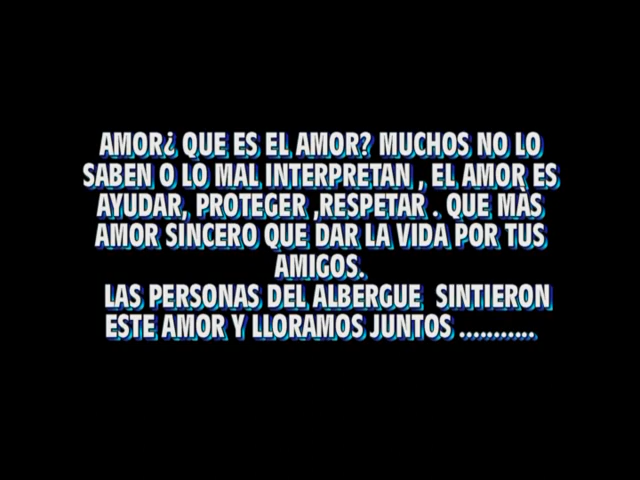 AMOR¿ QUE ES EL AMOR? MUCHOS NO LO
SABEN O LO MAL INTERPRETAN , EL AMOR ES
AYUDAR, PROTEGER ,RESPETAR . QUE MÀS
AMOR SINCERO QUE DAR LA VIDA POR TUS
AMIGOS.
LAS PERSONAS DEL ALBERGUE SINTIERON
ESTE AMOR Y LLORAMOS JUNTOS ...........